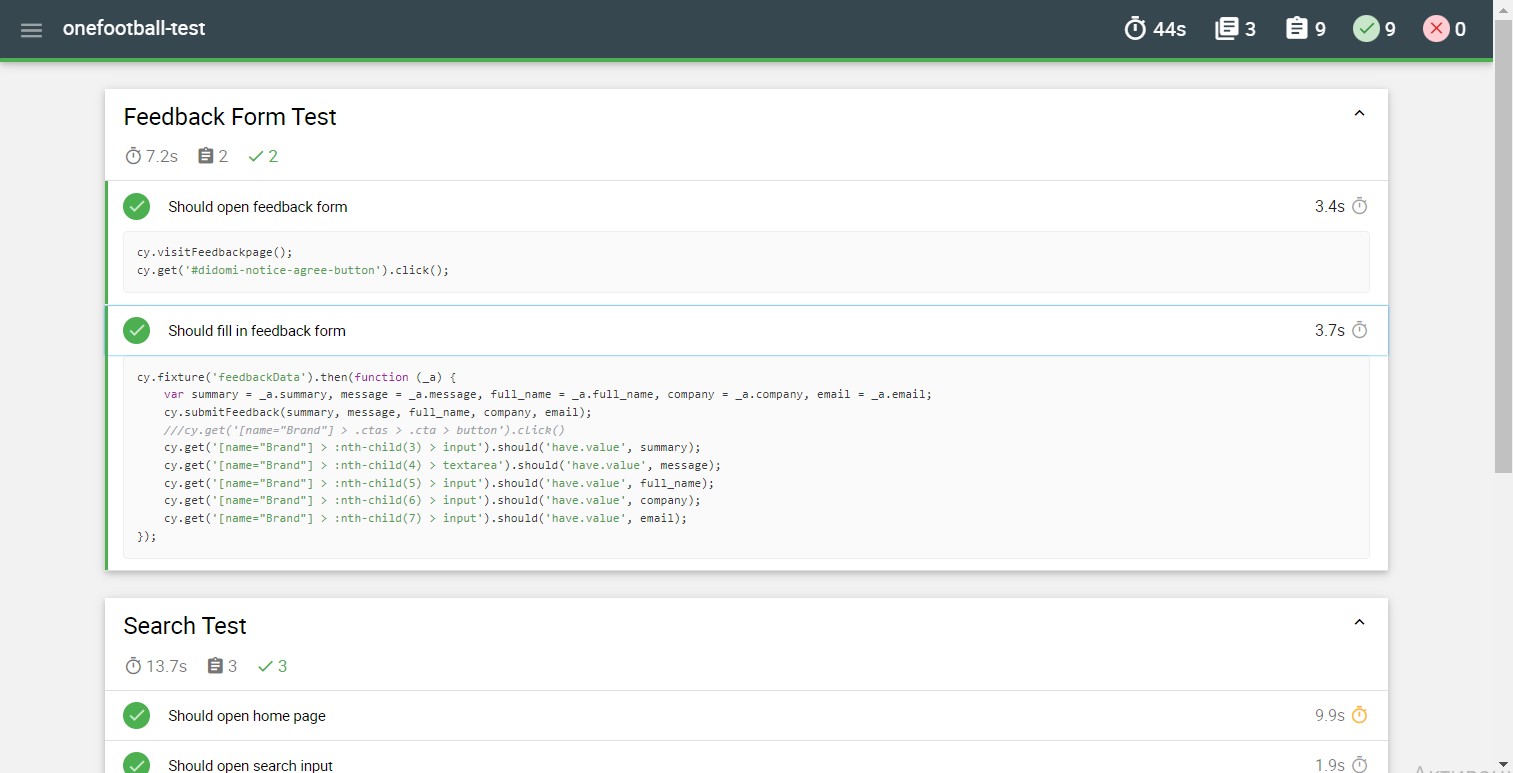 onefootball-test
44s 3 9 9 0
Feedback Form Test
7.2s 2 2
Should open feedback form 3.4s
cy.visitFeedbackpage();
cy.get('#didomi-notice-agree-button').click();
Should fill in feedback form 3.7s
cy.fixture('feedbackData').then(function (_a) {
    var summary = _a.summary, message = _a.message, full_name = _a.full_name, company = _a.company, email = _a.email;
    cy.submitFeedback(summary, message, full_name, company, email);
    ///cy.get('[name="Brand"] > .ctas > .cta > button').click()
    cy.get('[name="Brand"] > :nth-child(3) > input').should('have.value', summary);
    cy.get('[name="Brand"] > :nth-child(4) > textarea').should('have.value', message);
    cy.get('[name="Brand"] > :nth-child(5) > input').should('have.value', full_name);
    cy.get('[name="Brand"] > :nth-child(6) > input').should('have.value', company);
    cy.get('[name="Brand"] > :nth-child(7) > input').should('have.value', email);
});
Search Test
13.7s 3 3
Should open home page 9.9s
Should open search input 1.9s